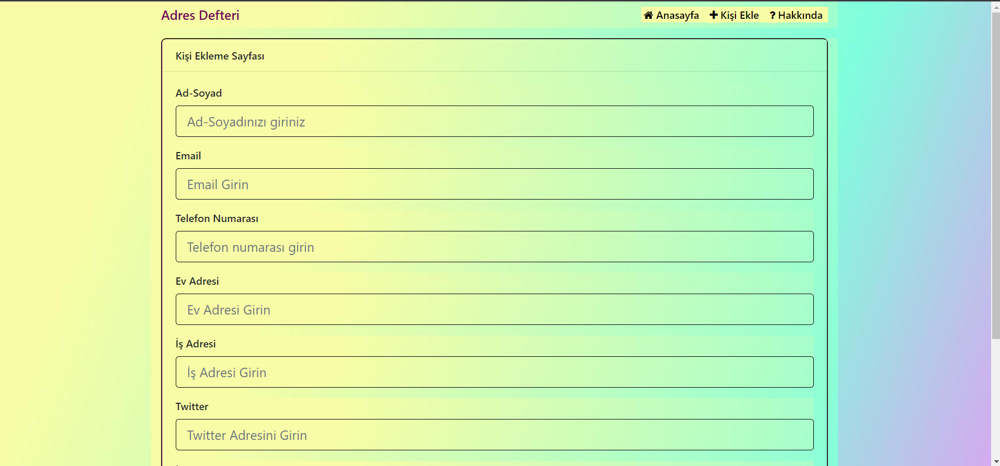 Adres Defteri
Anasayfa Kişi Ekle ? Hakkında
Kişi Ekleme Sayfası
Ad-Soyad
Ad-Soyadınızı giriniz
Email
Email Girin
Telefon Numarası
Telefon numarası girin
Ev Adresi
Ev Adresi Girin
İş Adresi
İş Adresi Girin
Twitter
Twitter Adresini Girin